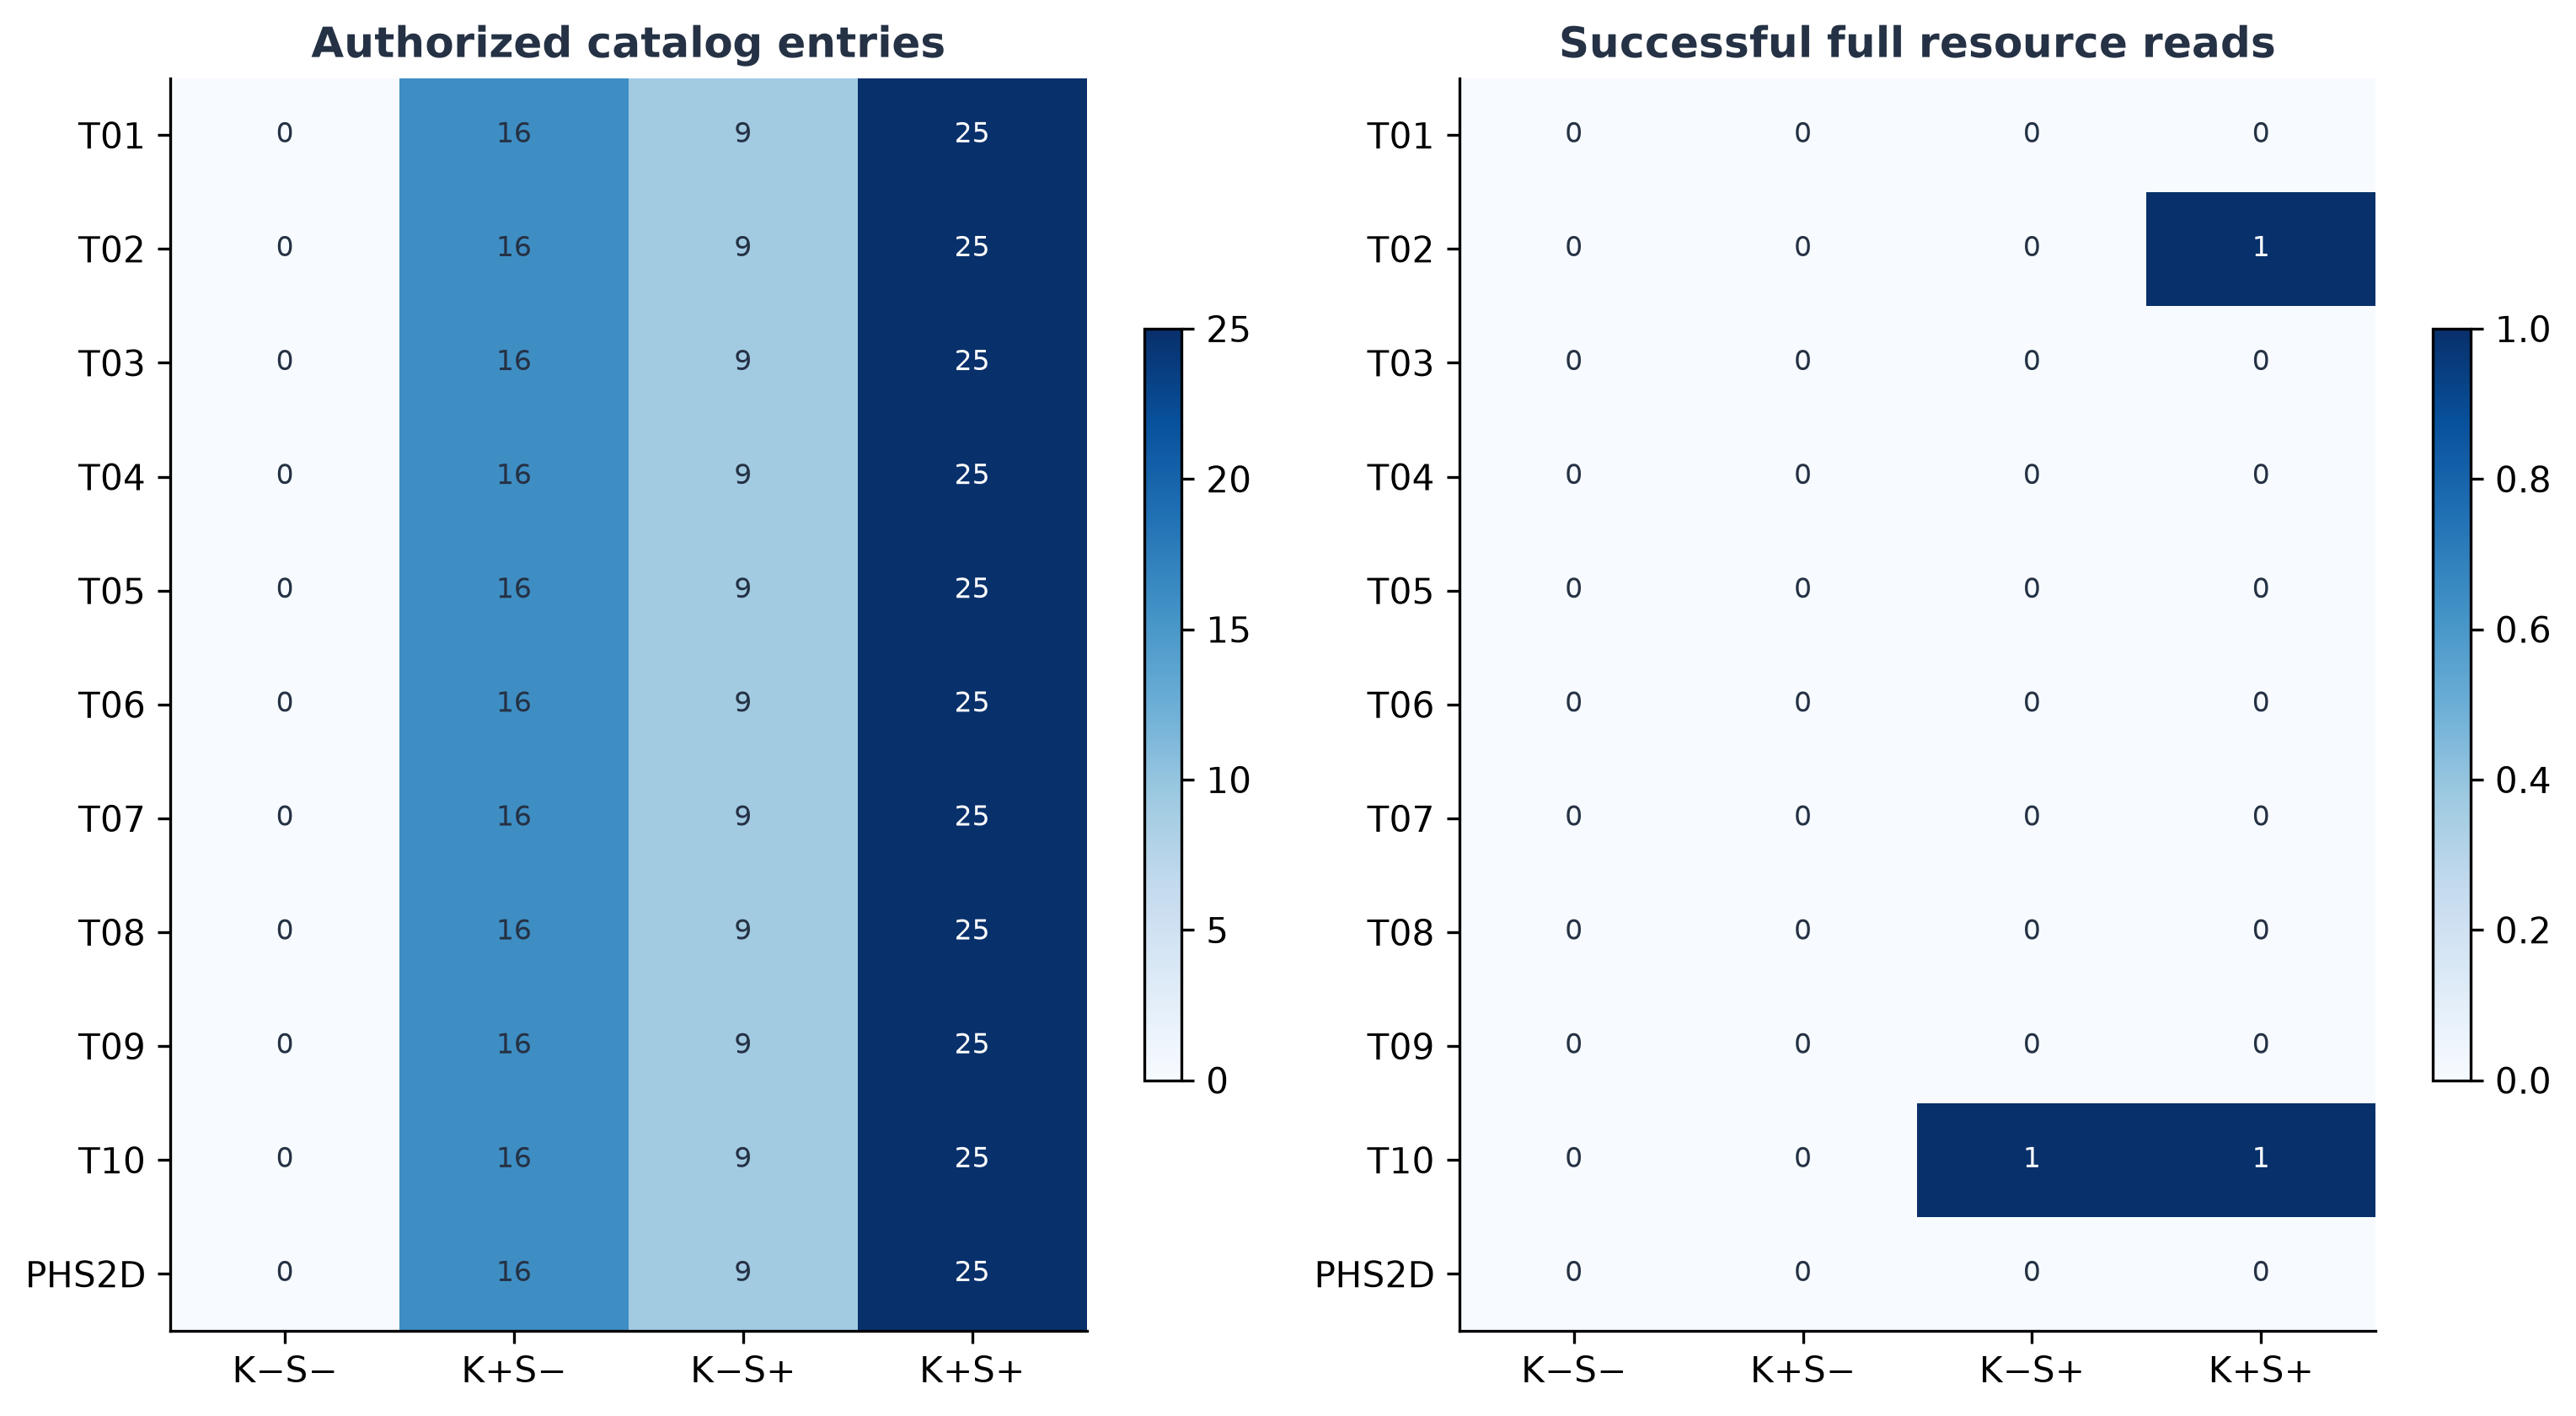 Authorized catalog entries
T01 0 16 9 25
T02 0 16 9 25
T03 0 16 9 25
T04 0 16 9 25
T05 0 16 9 25
T06 0 16 9 25
T07 0 16 9 25
T08 0 16 9 25
T09 0 16 9 25
T10 0 16 9 25
PHS2D 0 16 9 25
K−S− K+S− K−S+ K+S+
25
20
15
10
5
0
Successful full resource reads
T01 0 0 0 0
T02 0 0 0 1
T03 0 0 0 0
T04 0 0 0 0
T05 0 0 0 0
T06 0 0 0 0
T07 0 0 0 0
T08 0 0 0 0
T09 0 0 0 0
T10 0 0 1 1
PHS2D 0 0 0 0
K−S− K+S− K−S+ K+S+
1.0
0.8
0.6
0.4
0.2
0.0